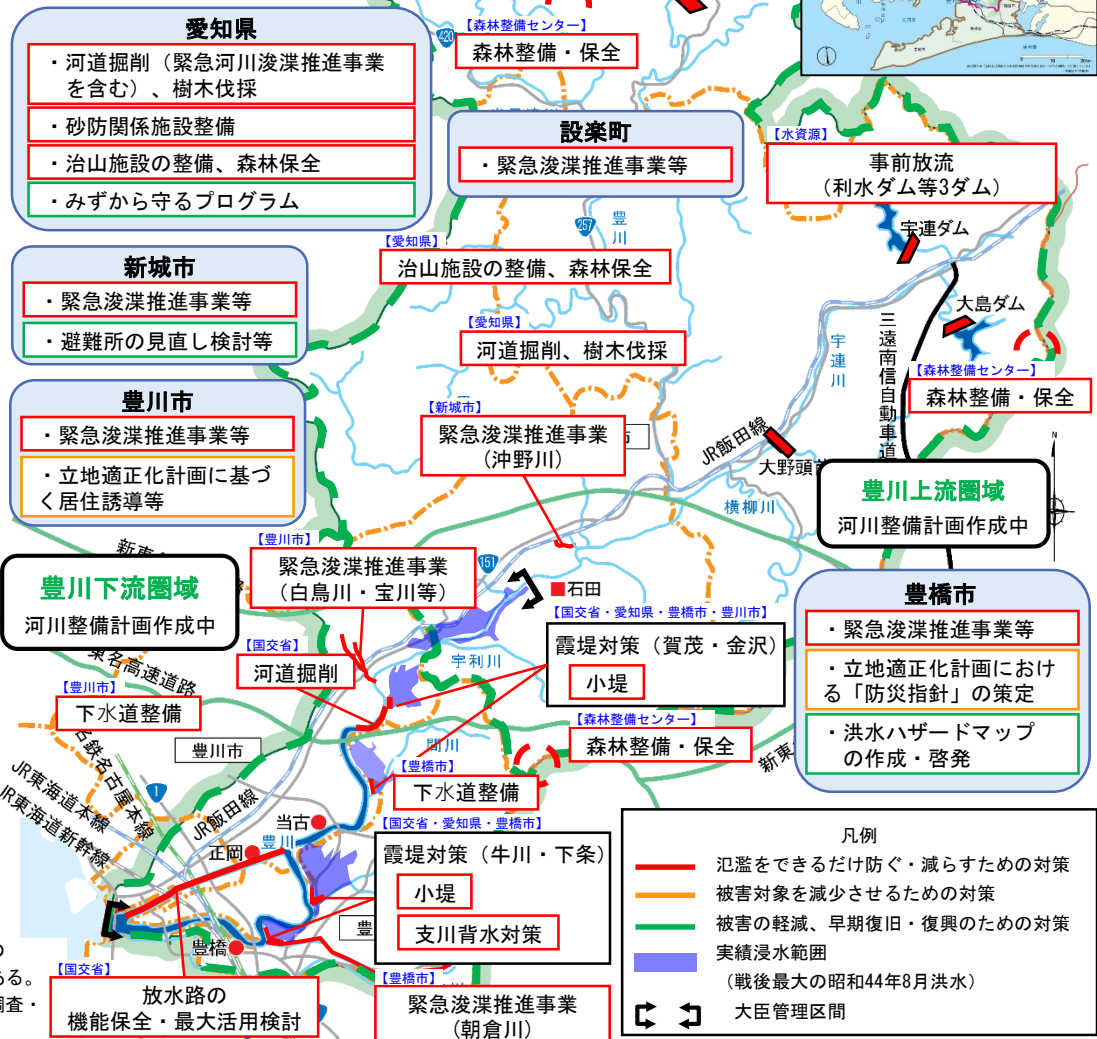 愛知県
・河道掘削（緊急河川浚渫推進事業
を含む）、樹木伐採
・砂防関係施設整備
・治山施設の整備、森林保全
・みずから守るプログラム
420
【森林整備センター】
森林整備・保全
設楽町
・緊急浚渫推進事業等
【水資源】
事前放流
（利水ダム等3ダム）
宇連ダム
257
豊川
【愛知県】
治山施設の整備、森林保全
新城市
・緊急浚渫推進事業等
・避難所の見直し検討等
大島ダム
三遠南信自動車道
宇連川
【愛知県】
河道掘削、樹木伐採
【森林整備センター】
森林整備・保全
豊川市
・緊急浚渫推進事業等
・立地適正化計画に基づ
く居住誘導等
【新城市】
緊急浚渫推進事業
（沖野川）
JR飯田線
大野頭首
横柳川
N
豊川上流圏域
河川整備計画作成中
豊川下流圏域
河川整備計画作成中
【豊川市】
緊急浚渫推進事業
（白鳥川・宝川等）
151
石田
【国交省・愛知県・豊橋市・豊川市】
霞堤対策（賀茂・金沢）
小堤
宇利川
豊橋市
・緊急浚渫推進事業等
・立地適正化計画におけ
る「防災指針」の策定
・洪水ハザードマップ
の作成・啓発
東名高速道路
【国交省】
河道掘削
【豊川市】
下水道整備
豊川市
間川
【森林整備センター】
森林整備・保全
新東
【豊橋市】
下水道整備
名鉄名古屋本線
JR東海道本線
JR東海道新幹線
1
JR飯田線
当古
豊川
正岡
豊橋
【国交省・愛知県・豊橋市】
霞堤対策（牛川・下条）
小堤
支川背水対策
凡例
氾濫をできるだけ防ぐ・減らすための対策
被害対象を減少させるための対策
被害の軽減、早期復旧・復興のための対策
実績浸水範囲
（戦後最大の昭和44年8月洪水）
大臣管理区間
【国交省】
放水路の
機能保全・最大活用検討
【豊橋市】
緊急浚渫推進事業
（朝倉川）
の
ある。
調査・